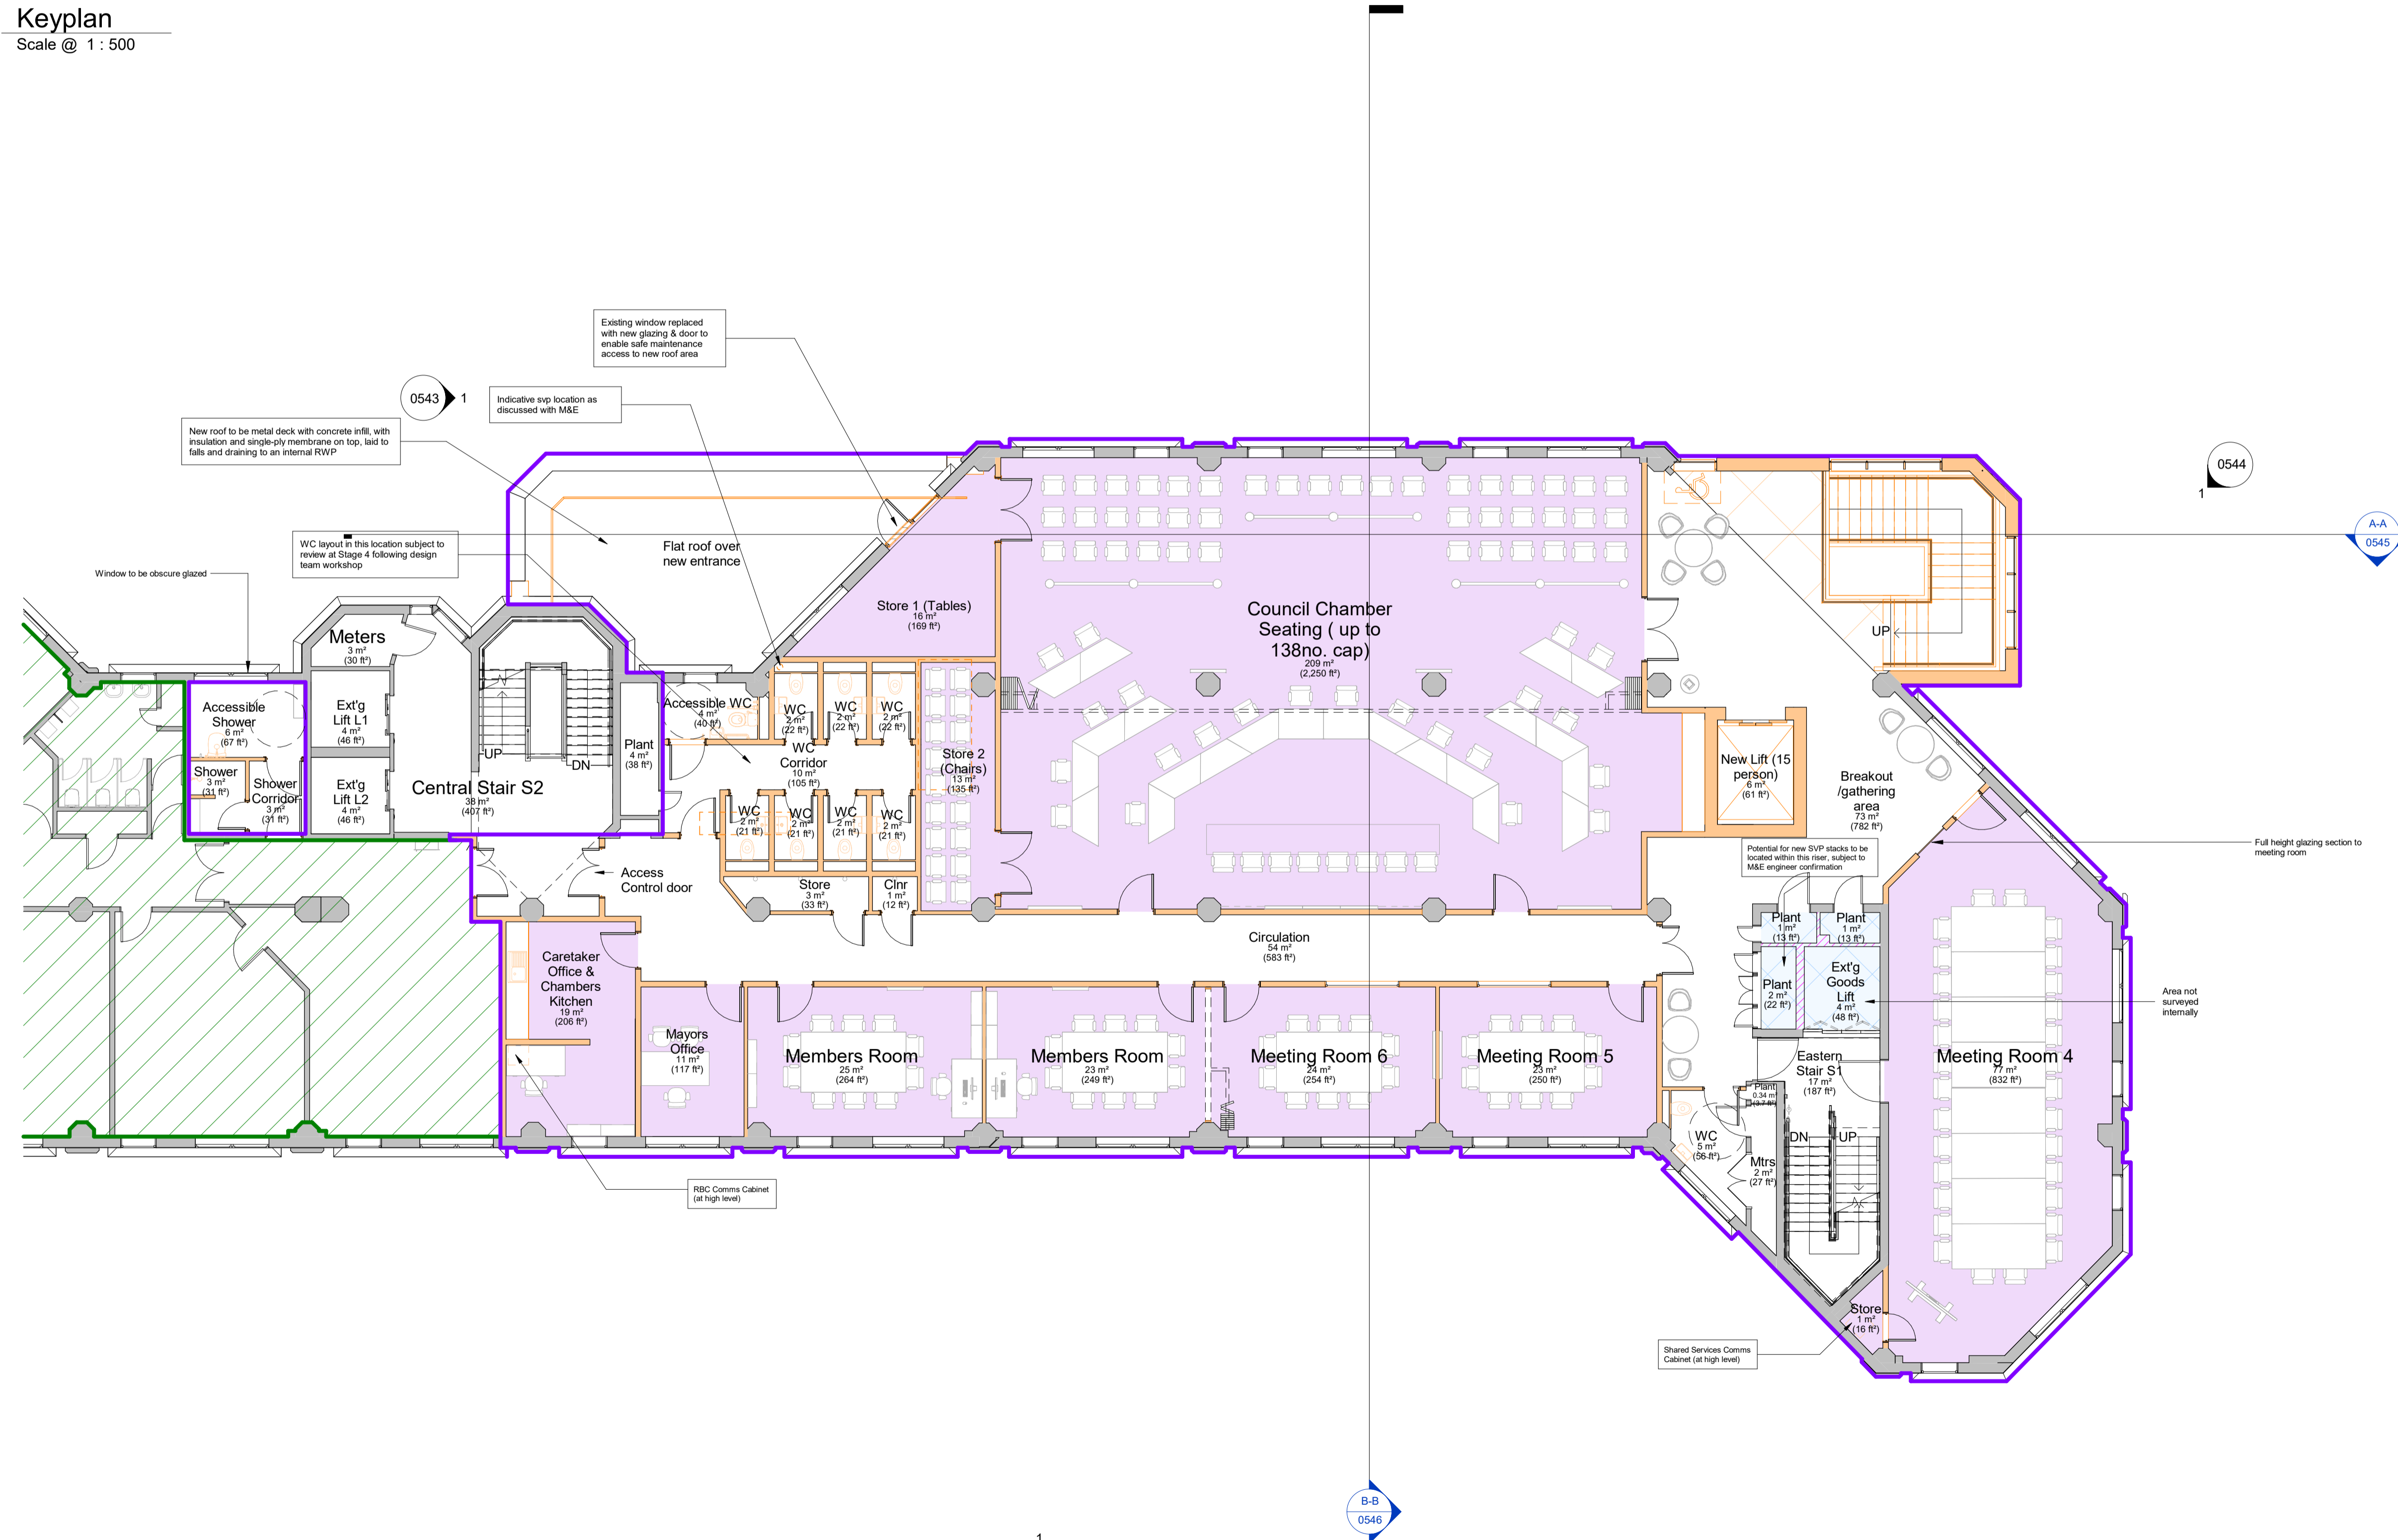 Keyplan
Scale @ 1 : 500
Existing window replaced
with new glazing & door to
enable safe maintenance
access to new roof area
0543
1
Indicative svp location as
discussed with M&E
New roof to be metal deck with concrete infill, with
insulation and single-ply membrane on top, laid to
falls and draining to an internal RWP
0544
1
A-A
0545
WC layout in this location subject to
review at Stage 4 following design
team workshop
Window to be obscure glazed
Flat roof over
new entrance
Store 1 (Tables)
16 m²
(169 ft²)
Council Chamber
Seating ( up to
138no. cap)
209 m²
(2,250 ft²)
UP
Meters
3 m²
(30 ft²)
Accessible
Shower
6 m²
(67 ft²)
Ext'g
Lift L1
4 m²
(46 ft²)
Shower
3 m²
(31 ft²)
Shower
Corridor
3 m²
(31 ft²)
Ext'g
Lift L2
4 m²
(46 ft²)
UP
DN
Central Stair S2
38 m²
(407 ft²)
Plant
4 m²
(38 ft²)
Accessible WC
4 m²
(40 ft²)
WC
2 m²
(22 ft²)
WC
2 m²
(22 ft²)
WC
2 m²
(22 ft²)
WC
Corridor
10 m²
(105 ft²)
Store 2
(Chairs)
13 m²
(135 ft²)
WC
2 m²
(21 ft²)
WC
2 m²
(21 ft²)
WC
2 m²
(21 ft²)
WC
2 m²
(21 ft²)
New Lift (15
person)
6 m²
(61 ft²)
Breakout
/gathering
area
73 m²
(782 ft²)
Potential for new SVP stacks to be
located within this riser, subject to
M&E engineer confirmation
Full height glazing section to
meeting room
Access
Control door
Store
3 m²
(33 ft²)
Clnr
1 m²
(12 ft²)
Plant
1 m²
(13 ft²)
Plant
1 m²
(13 ft²)
Circulation
54 m²
(583 ft²)
Caretaker
Office &
Chambers
Kitchen
19 m²
(206 ft²)
Plant
2 m²
(22 ft²)
Ext'g
Goods
Lift
4 m²
(48 ft²)
Area not
surveyed
internally
Mayors
Office
11 m²
(117 ft²)
Members Room
25 m²
(264 ft²)
Members Room
23 m²
(249 ft²)
Meeting Room 6
24 m²
(254 ft²)
Meeting Room 5
23 m²
(250 ft²)
Eastern
Stair S1
17 m²
(187 ft²)
Meeting Room 4
77 m²
(832 ft²)
Plant
0.34 m²
(3.7 ft²)
WC
5 m²
(56 ft²)
DN
UP
Mtrs
2 m²
(27 ft²)
RBC Comms Cabinet
(at high level)
Store
1 m²
(16 ft²)
Shared Services Comms
Cabinet (at high level)
B-B
0546
1